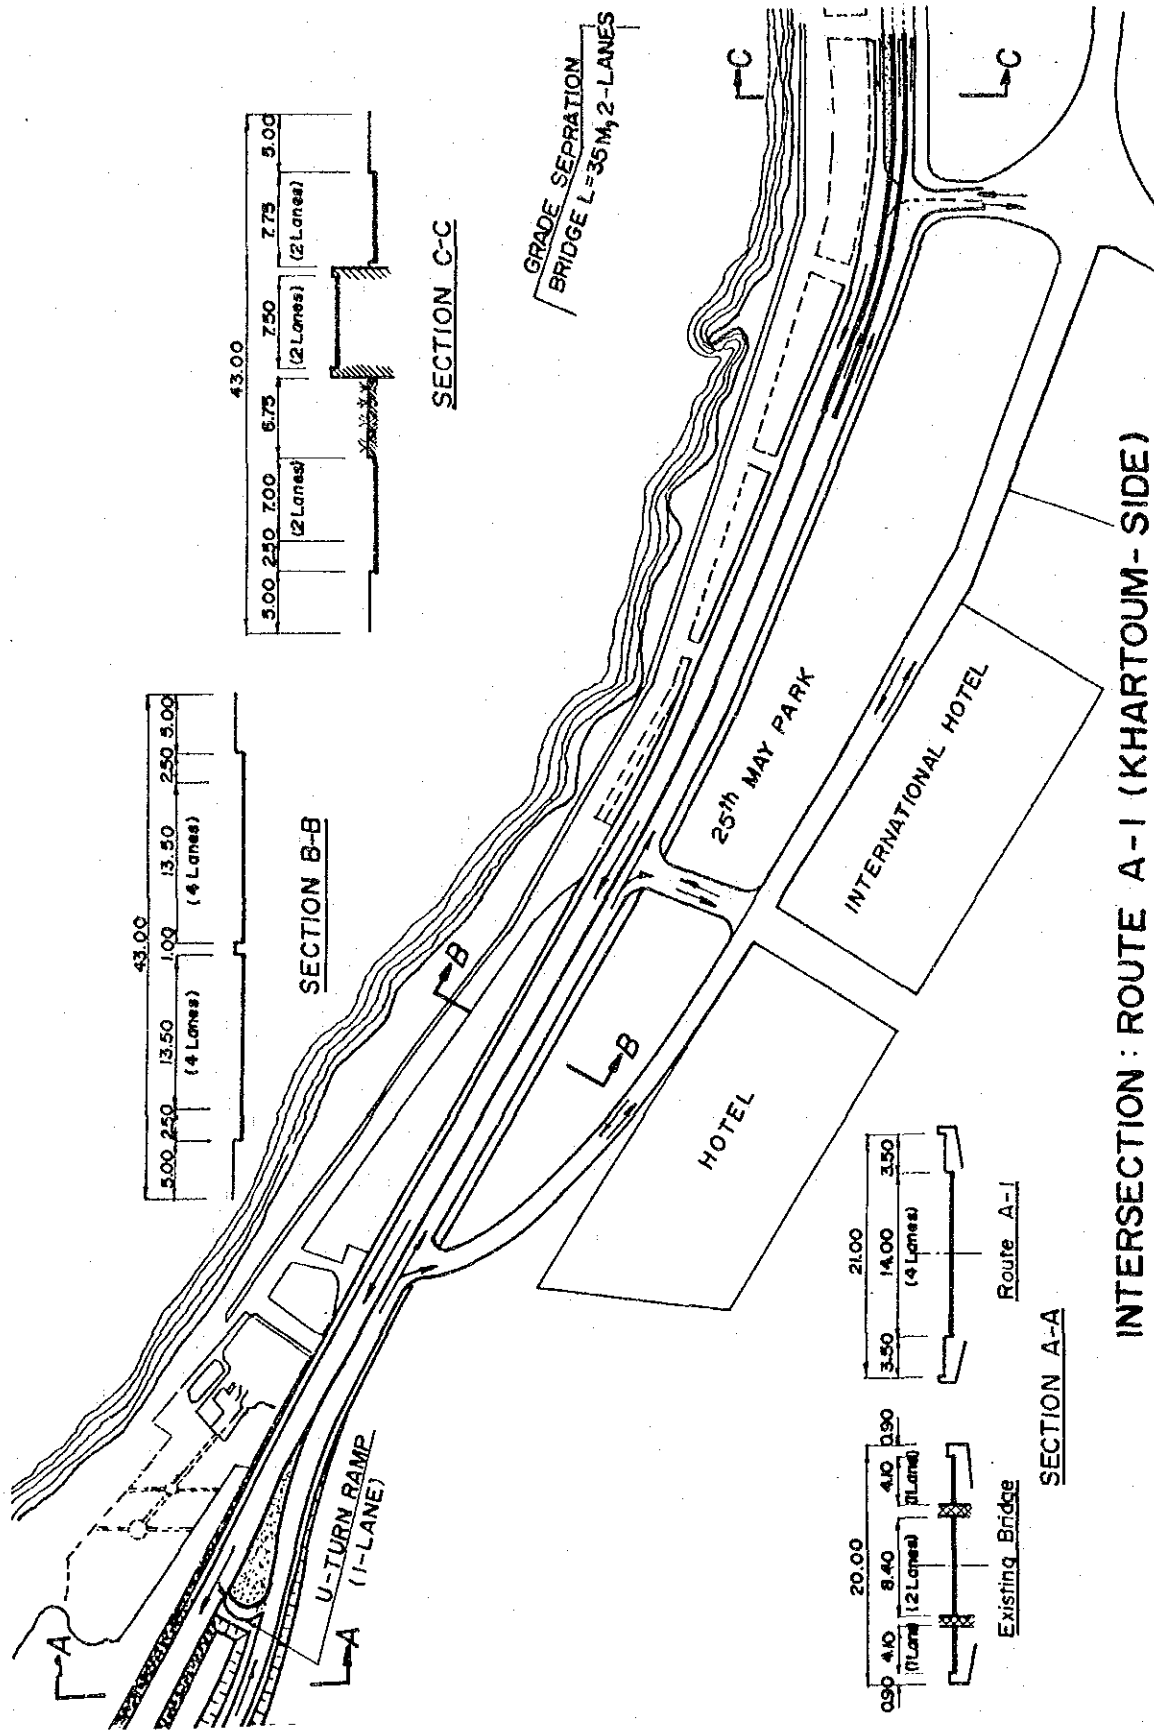 43.00
5.00 2.50 13.50 1.00 13.50 2.50 5.00
(4 Lanes) (4 Lanes)
SECTION B-B
43.00
5.00 2.50 7.00 6.75 7.50 7.75 5.00
(2 Lanes) (2 Lanes) (2 Lanes)
SECTION C-C
GRADE SEPRATION
BRIDGE L=35M, 2-LANES
A
A
U-TURN RAMP
(1-LANE)
B
B
C
C
25th MAY PARK
HOTEL
INTERNATIONAL HOTEL
20.00
0.90 4.10 8.40 4.10 0.90
(1 Lane) (2 Lanes) (1 Lane)
Existing Bridge
21.00
3.50 14.00 3.50
(4 Lanes)
Route A-1
SECTION A-A
INTERSECTION : ROUTE A-1 (KHARTOUM-SIDE)